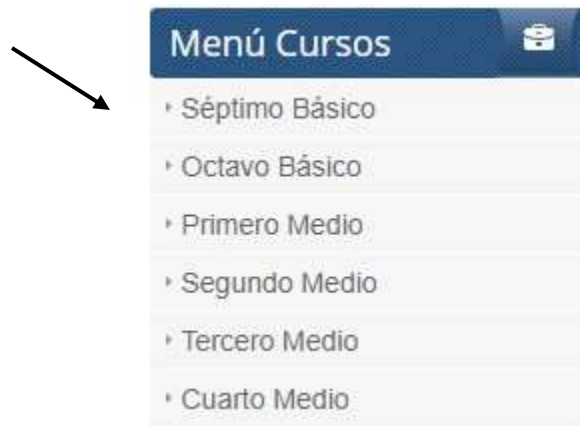 Menú Cursos
Séptimo Básico
Octavo Básico
Primero Medio
Segundo Medio
Tercero Medio
Cuarto Medio